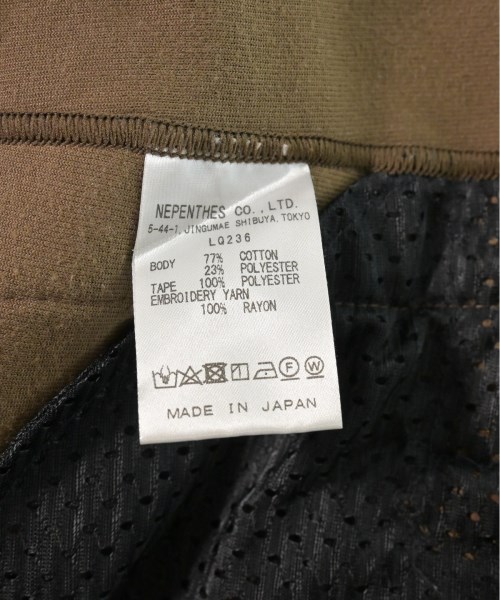 NEPENTHES CO., LTD.
5-44-1, JINGUMAE SHIBUYA, TOKYO
LQ236
BODY 77% COTTON
23% POLYESTER
TAPE 100% POLYESTER
EMBROIDERY YARN
100% RAYON
F W
MADE IN JAPAN